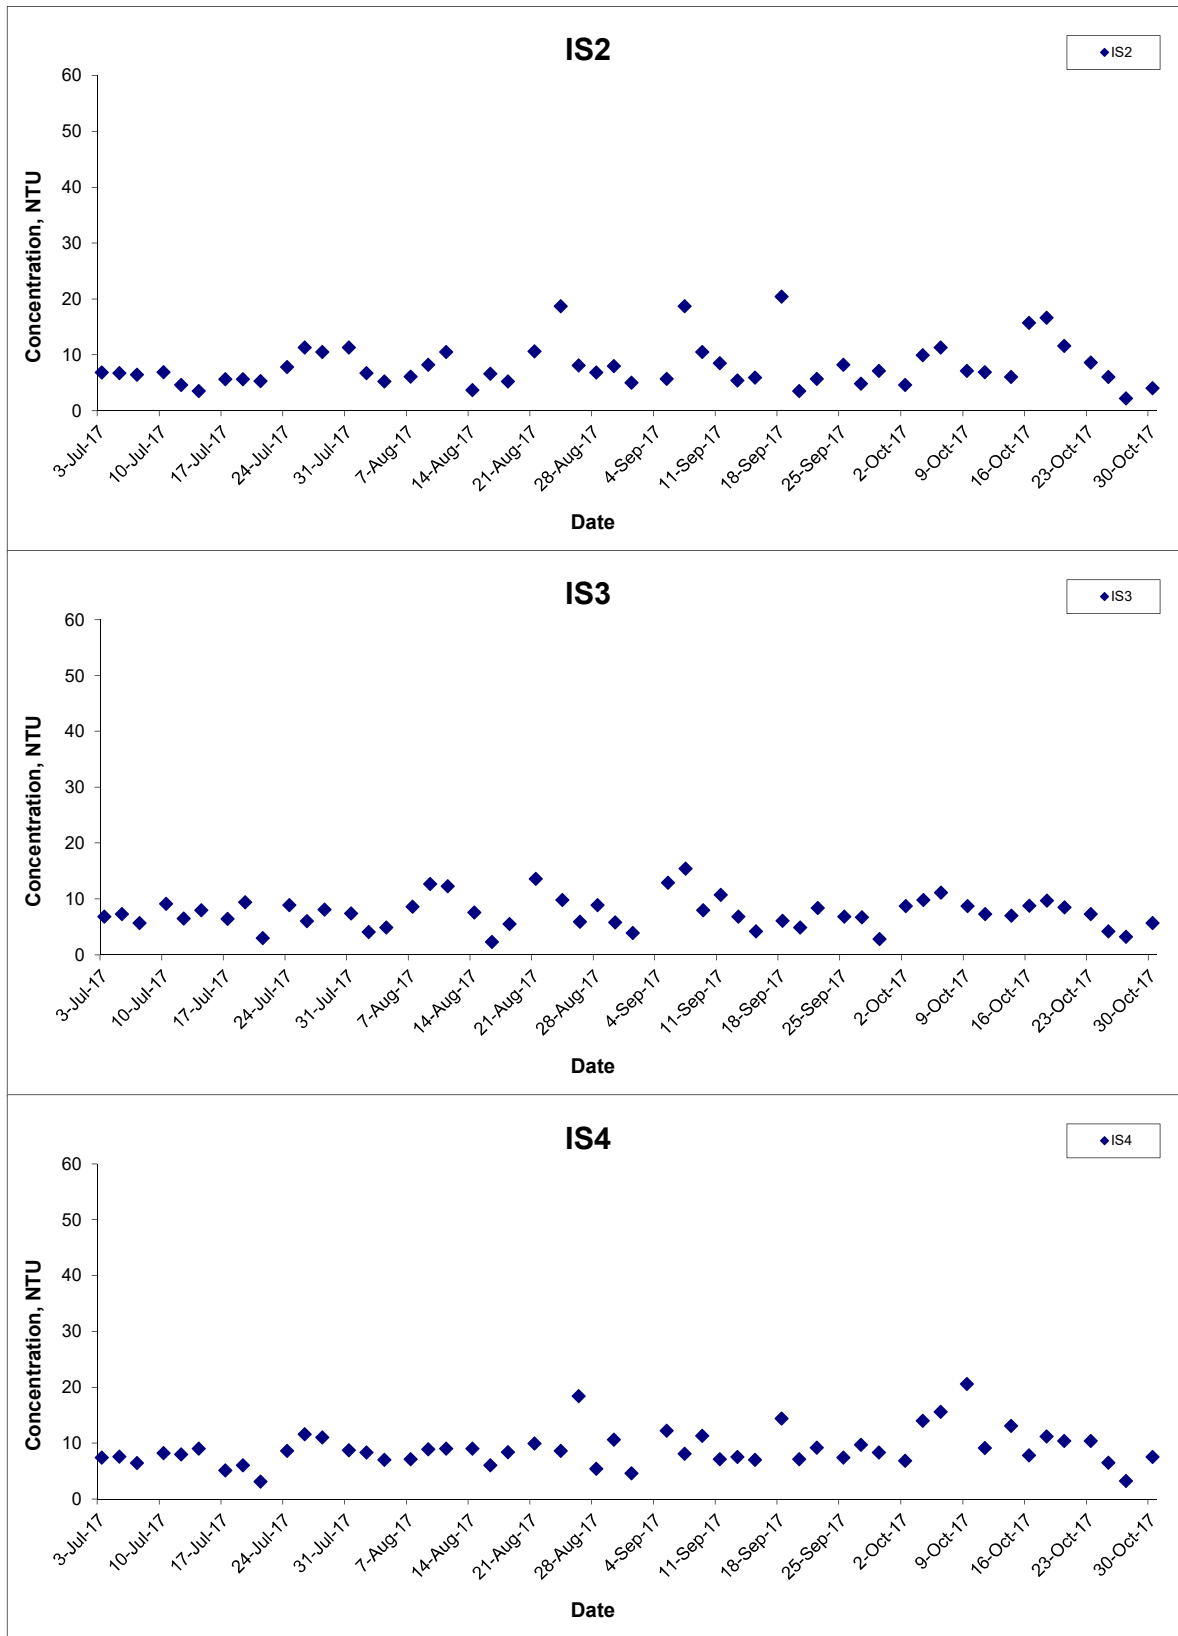 IS2
IS2
60
50
40
30
20
10
0
Concentration, NTU
3-Jul-17
10-Jul-17
17-Jul-17
24-Jul-17
31-Jul-17
7-Aug-17
14-Aug-17
21-Aug-17
28-Aug-17
4-Sep-17
11-Sep-17
18-Sep-17
25-Sep-17
2-Oct-17
9-Oct-17
16-Oct-17
23-Oct-17
30-Oct-17
Date
IS3
IS3
60
50
40
30
20
10
0
Concentration, NTU
3-Jul-17
10-Jul-17
17-Jul-17
24-Jul-17
31-Jul-17
7-Aug-17
14-Aug-17
21-Aug-17
28-Aug-17
4-Sep-17
11-Sep-17
18-Sep-17
25-Sep-17
2-Oct-17
9-Oct-17
16-Oct-17
23-Oct-17
30-Oct-17
Date
IS4
IS4
60
50
40
30
20
10
0
Concentration, NTU
3-Jul-17
10-Jul-17
17-Jul-17
24-Jul-17
31-Jul-17
7-Aug-17
14-Aug-17
21-Aug-17
28-Aug-17
4-Sep-17
11-Sep-17
18-Sep-17
25-Sep-17
2-Oct-17
9-Oct-17
16-Oct-17
23-Oct-17
30-Oct-17
Date